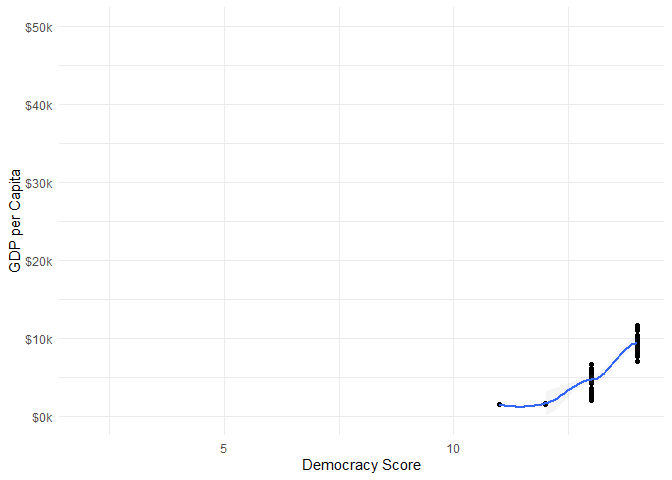 $50k
$40k
$30k
$20k
$10k
$0k
GDP per Capita
5 10
Democracy Score